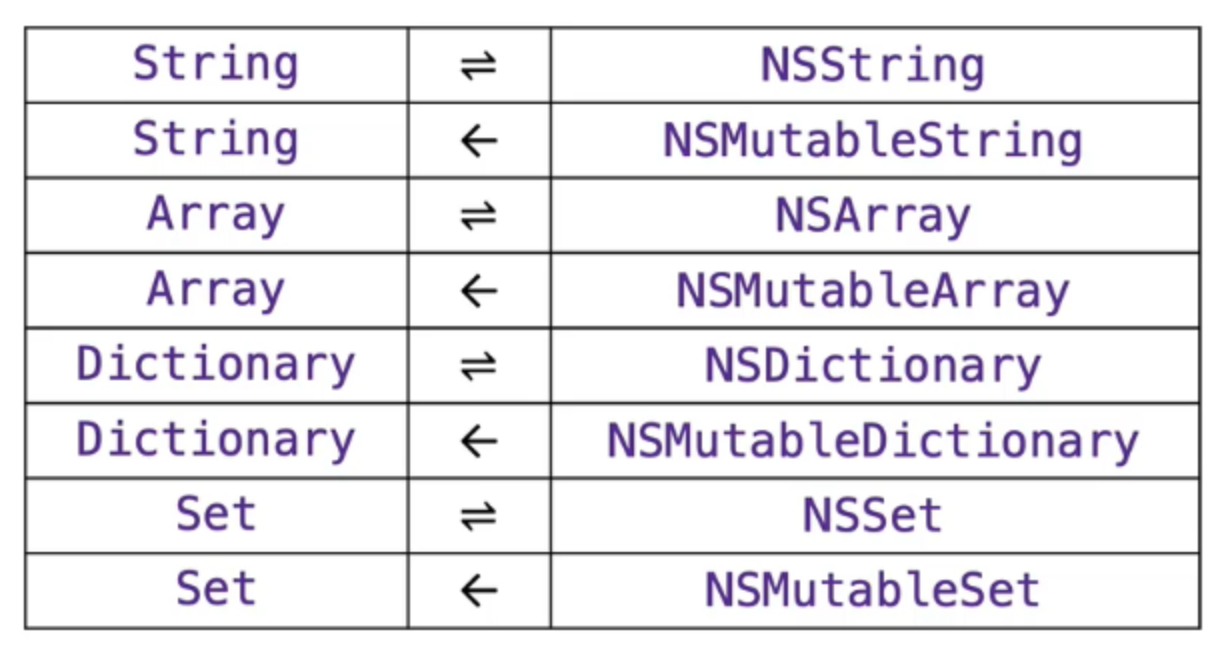 String ⇌ NSString
String ← NSMutableString
Array ⇌ NSArray
Array ← NSMutableArray
Dictionary ⇌ NSDictionary
Dictionary ← NSMutableDictionary
Set ⇌ NSSet
Set ← NSMutableSet